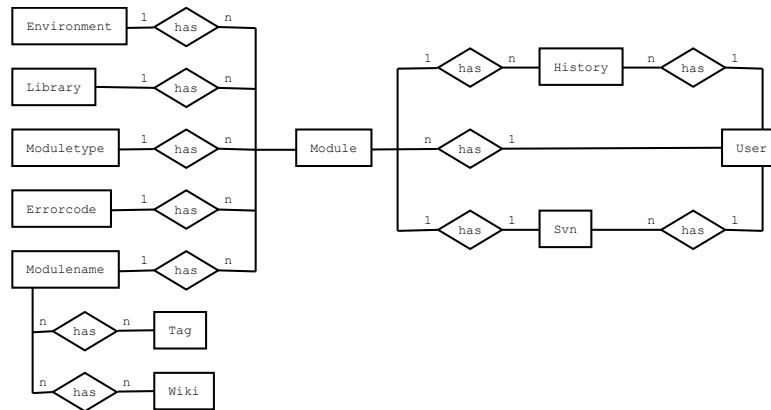 Environment 1 has n
Library 1 has n
Moduletype 1 has n
Errorcode 1 has n
Modulename 1 has n
n has n Tag
n has n Wiki
Module
1 has n History n has 1
n has 1 User
1 has 1 Svn n has 1